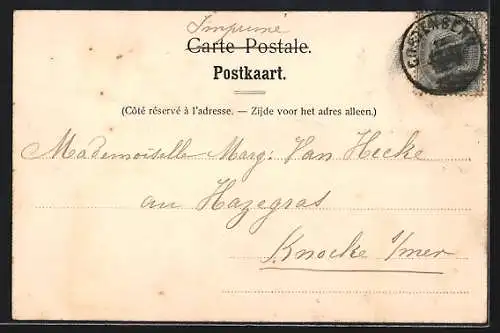 Imprimé
Carte Postale.
Postkaart.
(Côté réservé à l'adresse. — Zijde voor het adres alleen.)
Mademoiselle Marg: Van Hecke
au Hazegras
Knocke s/mer